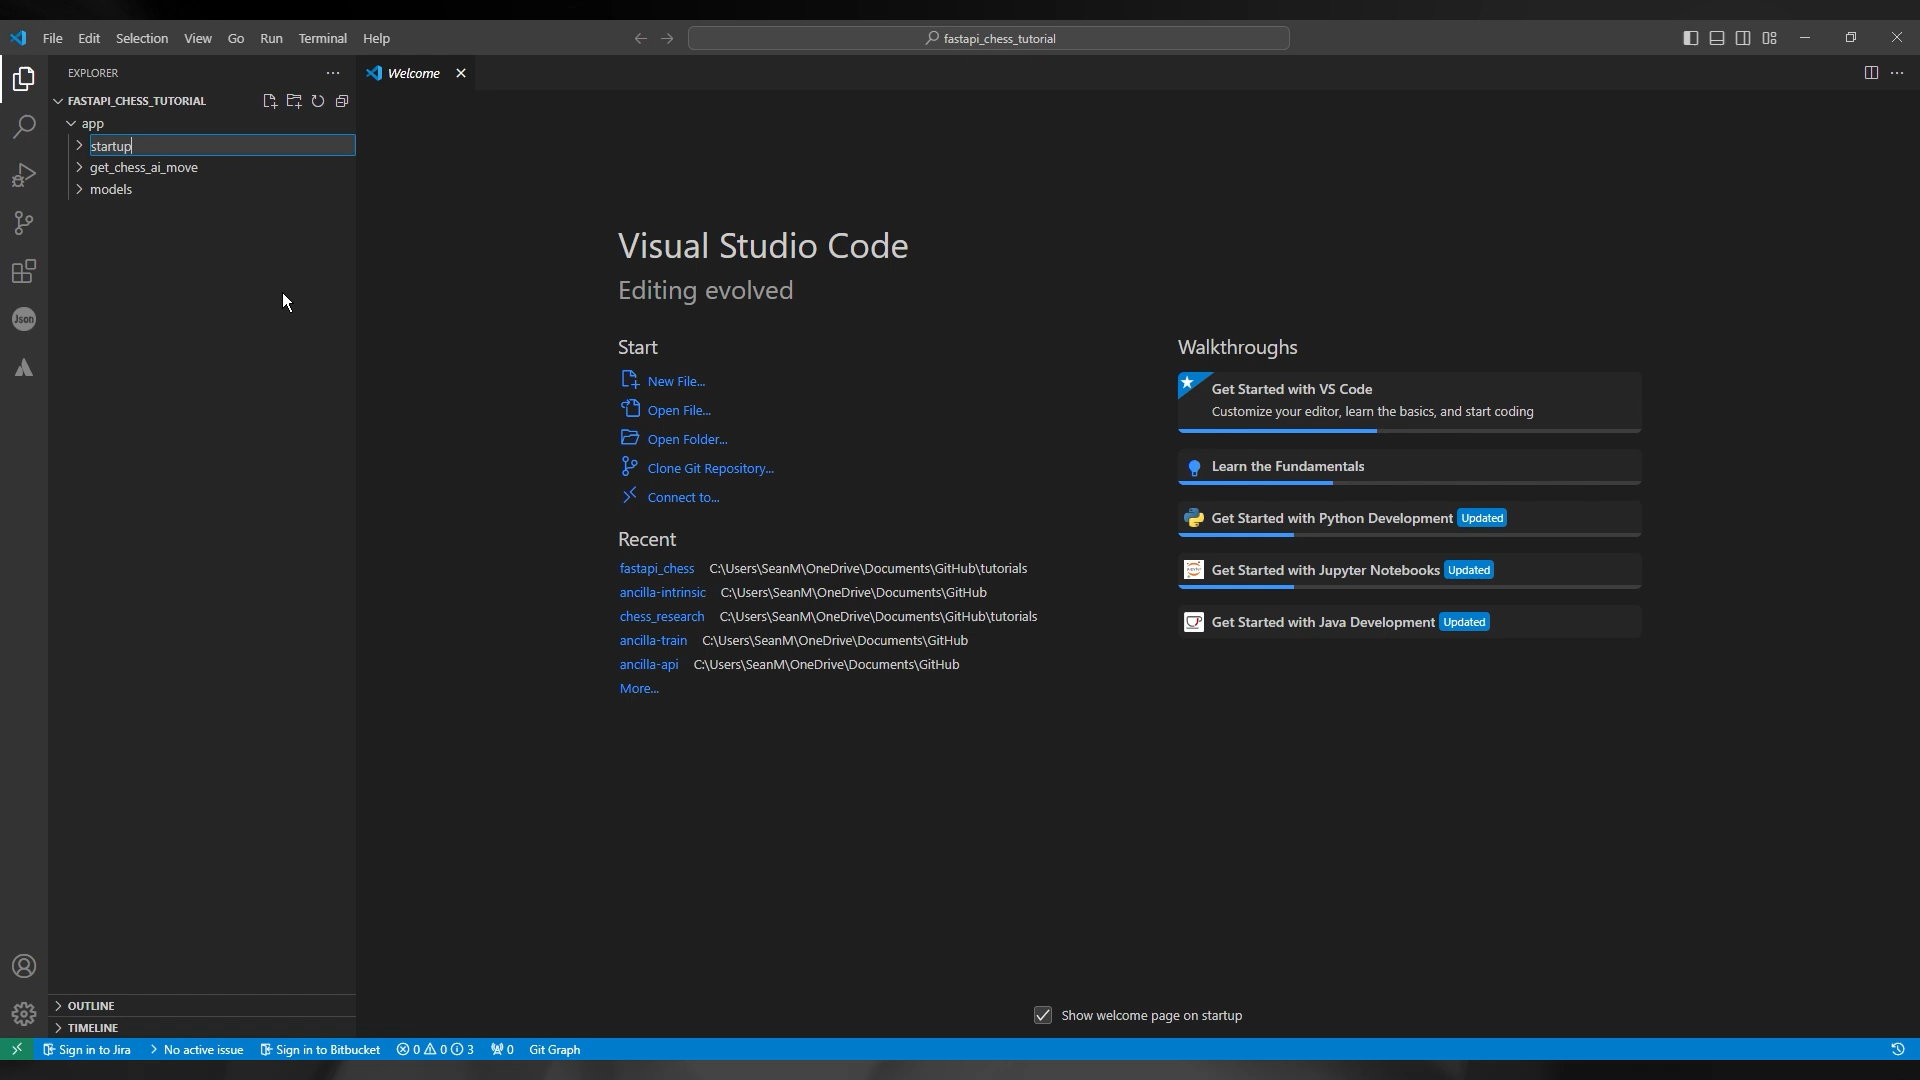 File Edit Selection View Go Run Terminal Help
fastapi_chess_tutorial
EXPLORER
Welcome
FASTAPI_CHESS_TUTORIAL
app
startup
get_chess_ai_move
models
Visual Studio Code
Editing evolved
Start
New File...
Open File...
Open Folder...
Clone Git Repository...
Connect to...
Recent
fastapi_chess C:\Users\SeanM\OneDrive\Documents\GitHub\tutorials
ancilla-intrinsic C:\Users\SeanM\OneDrive\Documents\GitHub
chess_research C:\Users\SeanM\OneDrive\Documents\GitHub\tutorials
ancilla-train C:\Users\SeanM\OneDrive\Documents\GitHub
ancilla-api C:\Users\SeanM\OneDrive\Documents\GitHub
More...
Walkthroughs
Get Started with VS Code
Customize your editor, learn the basics, and start coding
Learn the Fundamentals
Get Started with Python Development Updated
Get Started with Jupyter Notebooks Updated
Get Started with Java Development Updated
Json
OUTLINE
TIMELINE
Show welcome page on startup
Sign in to Jira No active issue Sign in to Bitbucket 0 0 3 0 Git Graph